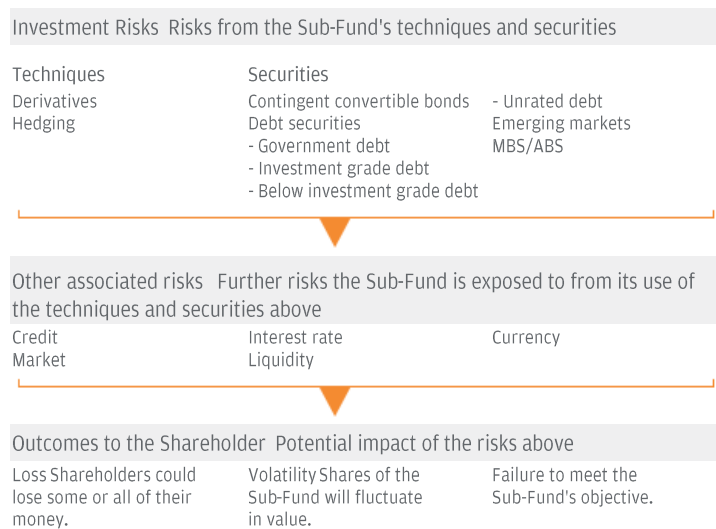 Investment Risks Risks from the Sub-Fund's techniques and securities
Techniques
Derivatives
Hedging
Securities
Contingent convertible bonds
Debt securities
- Government debt
- Investment grade debt
- Below investment grade debt
- Unrated debt
Emerging markets
MBS/ABS
Other associated risks Further risks the Sub-Fund is exposed to from its use of
the techniques and securities above
Credit
Market
Interest rate
Liquidity
Currency
Outcomes to the Shareholder Potential impact of the risks above
Loss Shareholders could
lose some or all of their
money.
Volatility Shares of the
Sub-Fund will fluctuate
in value.
Failure to meet the
Sub-Fund's objective.